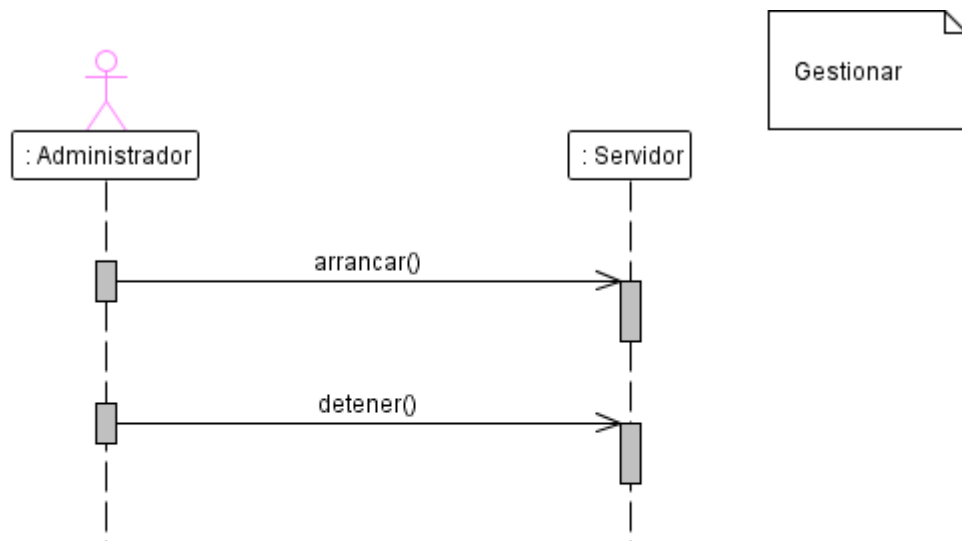 Gestionar
: Administrador
: Servidor
arrancar()
detener()